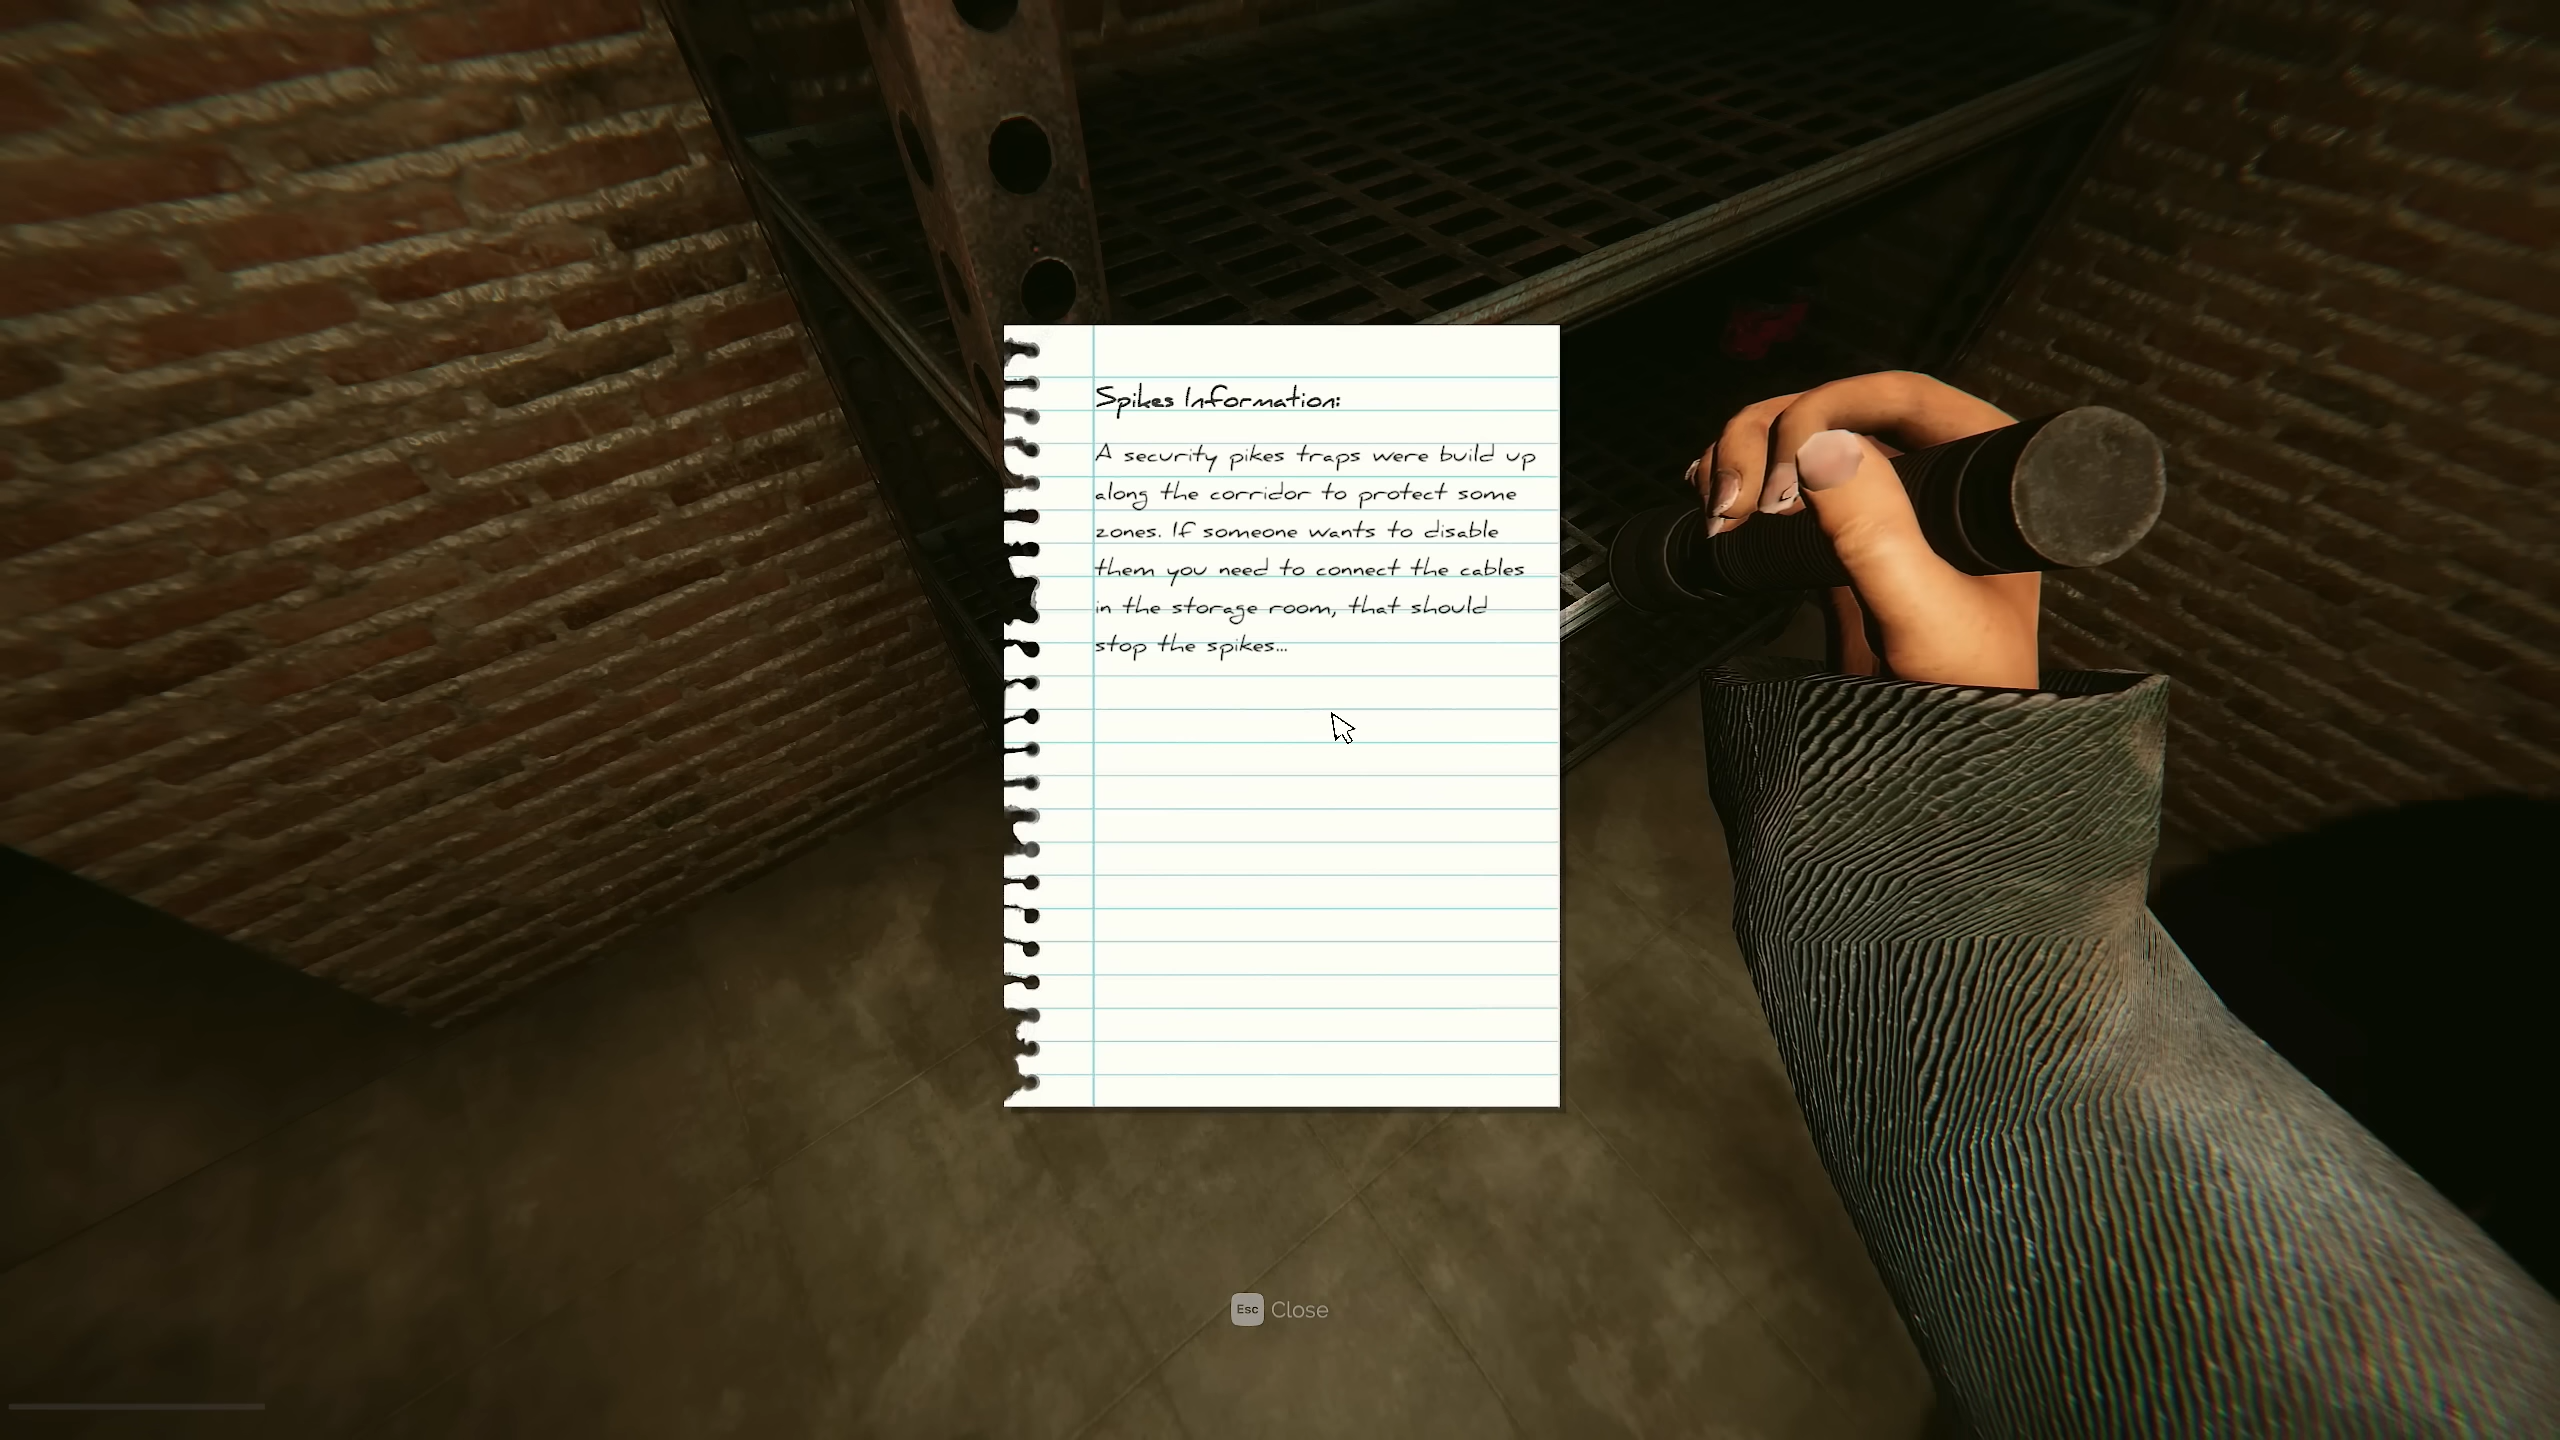 Spikes Information:
A security pikes traps were build up
along the corridor to protect some
zones. If someone wants to disable
them you need to connect the cables
in the storage room, that should
stop the spikes...
Esc Close